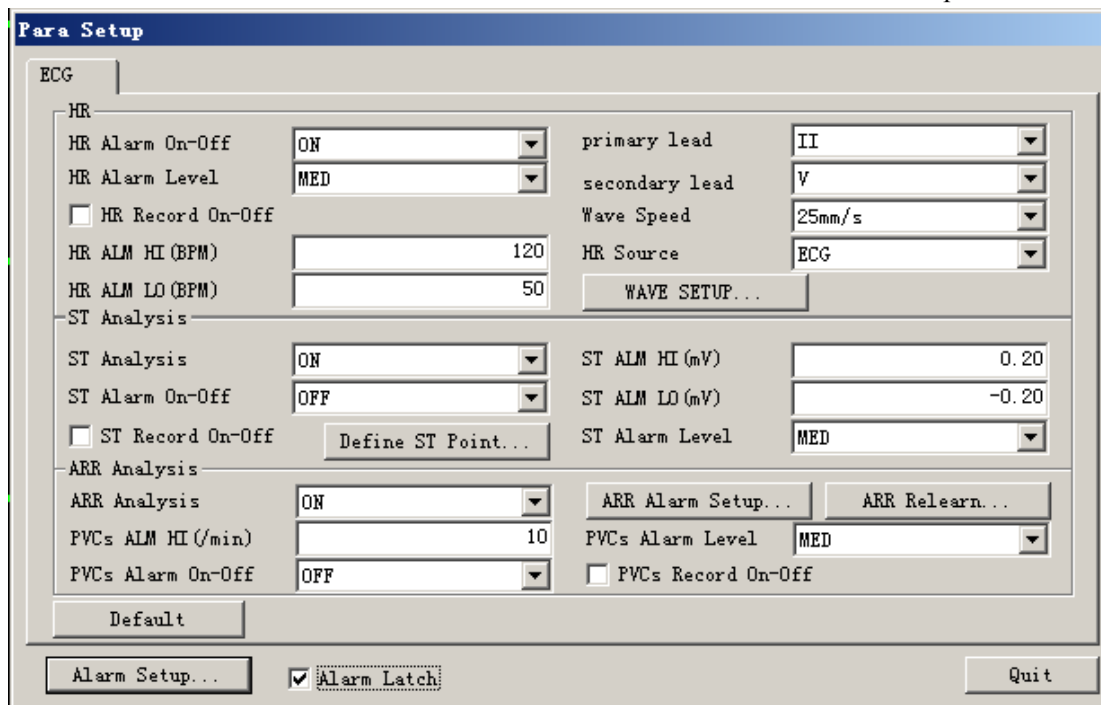 Para Setup
ECG
HR
HR Alarm On-Off ON primary lead II
HR Alarm Level MED secondary lead V
HR Record On-Off Wave Speed 25mm/s
HR ALM HI(BPM) 120 HR Source ECG
HR ALM LO(BPM) 50 WAVE SETUP...
ST Analysis
ST Analysis ON ST ALM HI(mV) 0.20
ST Alarm On-Off OFF ST ALM LO(mV) -0.20
ST Record On-Off Define ST Point... ST Alarm Level MED
ARR Analysis
ARR Analysis ON ARR Alarm Setup... ARR Relearn...
PVCs ALM HI(/min) 10 PVCs Alarm Level MED
PVCs Alarm On-Off OFF PVCs Record On-Off
Default
Alarm Setup... Alarm Latch Quit